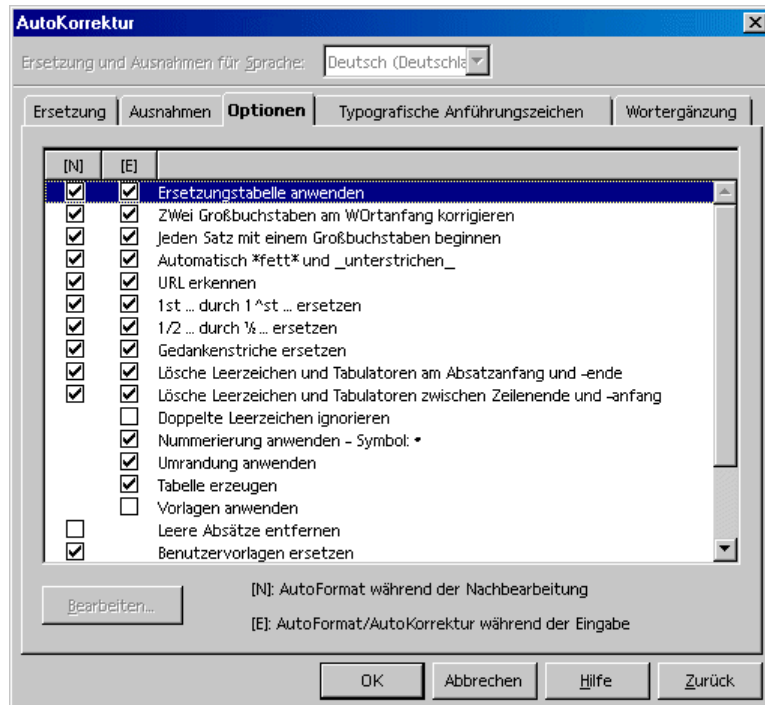 AutoKorrektur
Ersetzung und Ausnahmen für Sprache: Deutsch (Deutschla
Ersetzung Ausnahmen Optionen Typografische Anführungszeichen Wortergänzung
[N] [E]
Ersetzungstabelle anwenden
ZWei Großbuchstaben am WOrtanfang korrigieren
Jeden Satz mit einem Großbuchstaben beginnen
Automatisch *fett* und _unterstrichen_
URL erkennen
1st ... durch 1^st ... ersetzen
1/2 ... durch ½ ... ersetzen
Gedankenstriche ersetzen
Lösche Leerzeichen und Tabulatoren am Absatzanfang und -ende
Lösche Leerzeichen und Tabulatoren zwischen Zeilenende und -anfang
Doppelte Leerzeichen ignorieren
Nummerierung anwenden - Symbol: •
Umrandung anwenden
Tabelle erzeugen
Vorlagen anwenden
Leere Absätze entfernen
Benutzervorlagen ersetzen
Bearbeiten...
[N]: AutoFormat während der Nachbearbeitung
[E]: AutoFormat/AutoKorrektur während der Eingabe
OK Abbrechen Hilfe Zurück